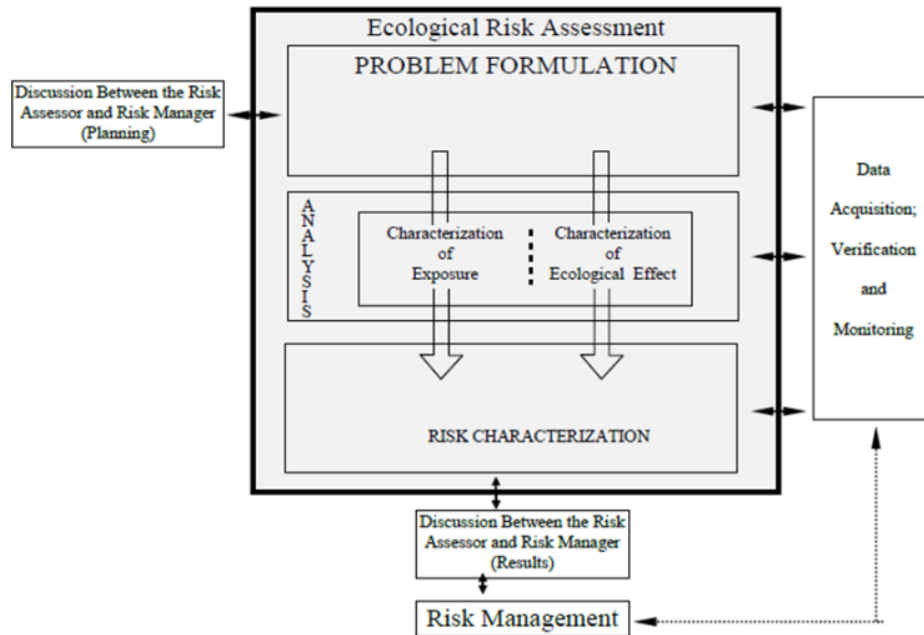 Ecological Risk Assessment
PROBLEM FORMULATION
Discussion Between the Risk
Assessor and Risk Manager
(Planning)
ANALYSIS
Characterization
of
Exposure
Characterization
of
Ecological Effect
Data
Acquisition;
Verification
and
Monitoring
RISK CHARACTERIZATION
Discussion Between the Risk
Assessor and Risk Manager
(Results)
Risk Management